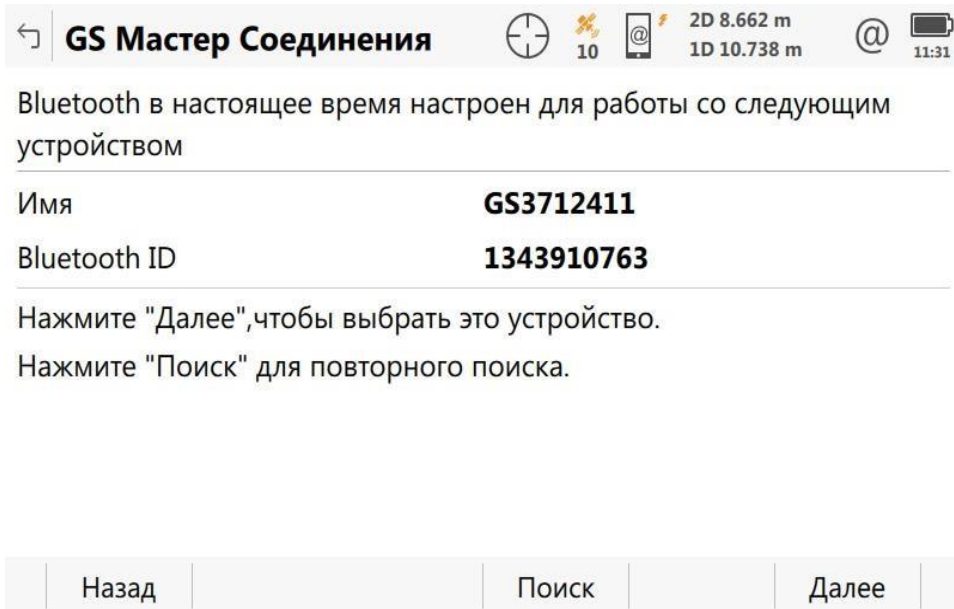 GS Мастер Соединения
10
@
2D 8.662 m
1D 10.738 m
@
11:31
Bluetooth в настоящее время настроен для работы со следующим
устройством
Имя GS3712411
Bluetooth ID 1343910763
Нажмите "Далее",чтобы выбрать это устройство.
Нажмите "Поиск" для повторного поиска.
Назад Поиск Далее